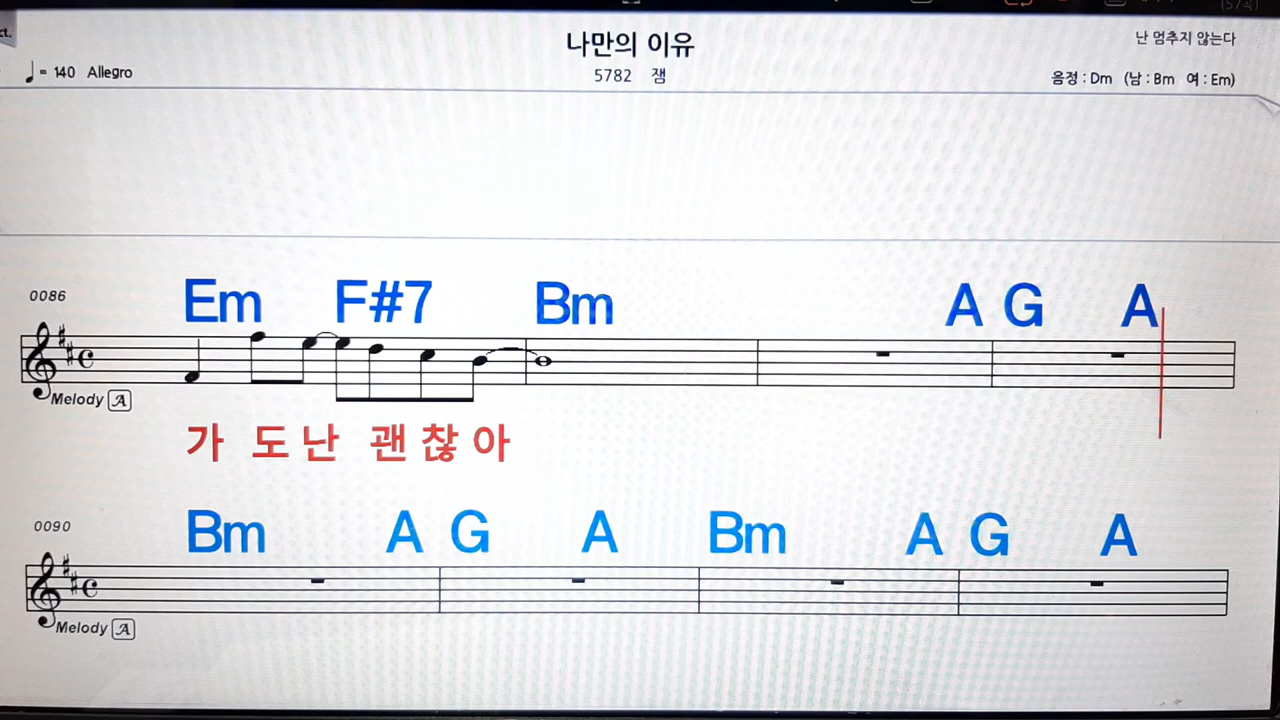 나만의 이유
난 멈추지 않는다
♩= 140 Allegro
5782 잼
음정 : Dm (남 : Bm 여 : Em)
0086
Em F#7 Bm A G A
Melody A
가 도 난 괜 찮 아
0090
Bm A G A Bm A G A
Melody A